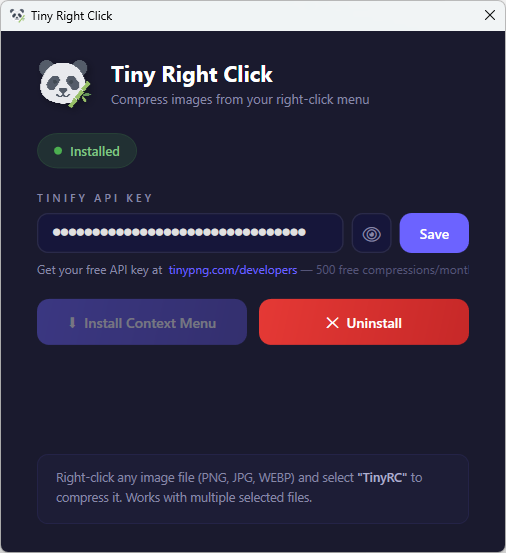 Tiny Right Click
Tiny Right Click
Compress images from your right-click menu
Installed
TINIFY API KEY
●●●●●●●●●●●●●●●●●●●●●●●●●●●●●●●●
Save
Get your free API key at tinypng.com/developers — 500 free compressions/mont
Install Context Menu
Uninstall
Right-click any image file (PNG, JPG, WEBP) and select "TinyRC" to
compress it. Works with multiple selected files.